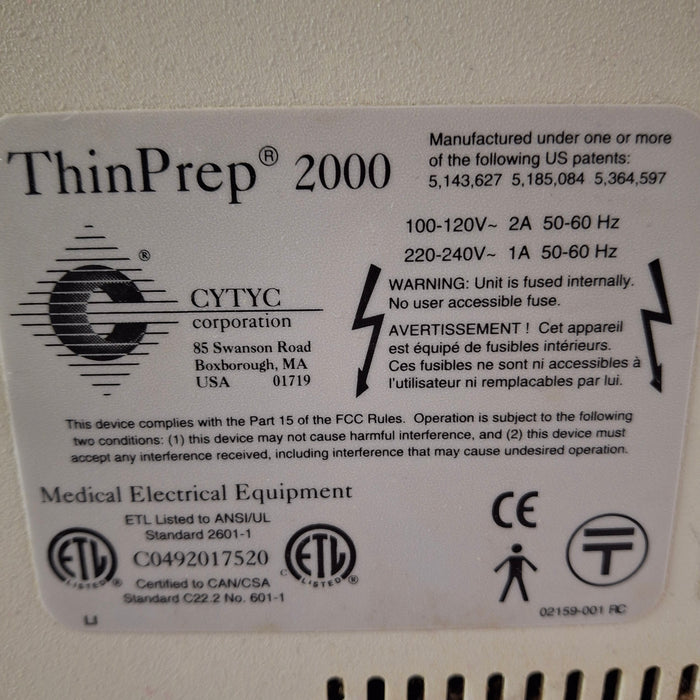 ThinPrep® 2000
Manufactured under one or more
of the following US patents:
5,143,627 5,185,084 5,364,597
100-120V~ 2A 50-60 Hz
220-240V~ 1A 50-60 Hz
C ®
CYTYC
corporation
85 Swanson Road
Boxborough, MA
USA 01719
WARNING: Unit is fused internally.
No user accessible fuse.
AVERTISSEMENT ! Cet appareil
est équipé de fusibles intérieurs.
Ces fusibles ne sont ni accessibles à
l'utilisateur ni remplacables par lui.
This device complies with the Part 15 of the FCC Rules. Operation is subject to the following
two conditions: (1) this device may not cause harmful interference, and (2) this device must
accept any interference received, including interference that may cause undesired operation.
Medical Electrical Equipment
ETL Listed to ANSI/UL
Standard 2601-1
C0492017520
Certified to CAN/CSA
Standard C22.2 No. 601-1
ETL LISTED ®
C ETL LISTED ®
CE
02159-001 RC
LI